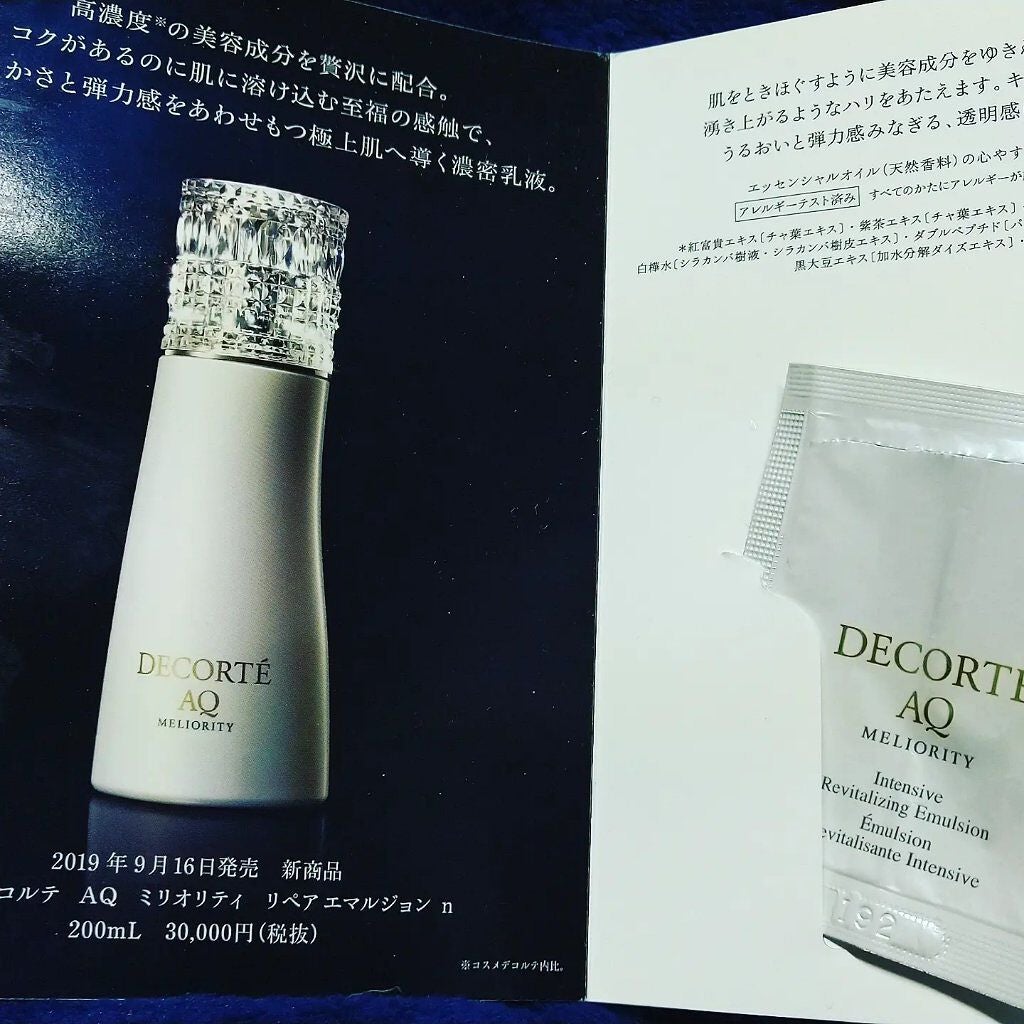 高濃度※の美容成分を贅沢に配合。
コクがあるのに肌に溶け込む至福の感触で、
かさと弾力感をあわせもつ極上肌へ導く濃密乳液。
DECORTÉ
AQ
MELIORITY
2019年9月16日発売 新商品
コルテ AQ ミリオリティ リペア エマルジョン n
200mL 30,000円(税抜)
※コスメデコルテ内比。
肌をときほぐすように美容成分をゆき
湧き上がるようなハリをあたえます。キ
うるおいと弾力感みなぎる、透明感
エッセンシャルオイル(天然香料)の心やす
アレルギーテスト済み すべてのかたにアレルギーが
*紅富貴エキス[チャ葉エキス]・紫茶エキス[チャ葉エキス]
白樺水[シラカンバ樹液・シラカンバ樹皮エキス]・ダブルペプチド[パ
黒大豆エキス[加水分解ダイズエキス]・
DECORTÉ
AQ
MELIORITY
Intensive
Revitalizing Emulsion
Émulsion
evitalisante Intensive
192